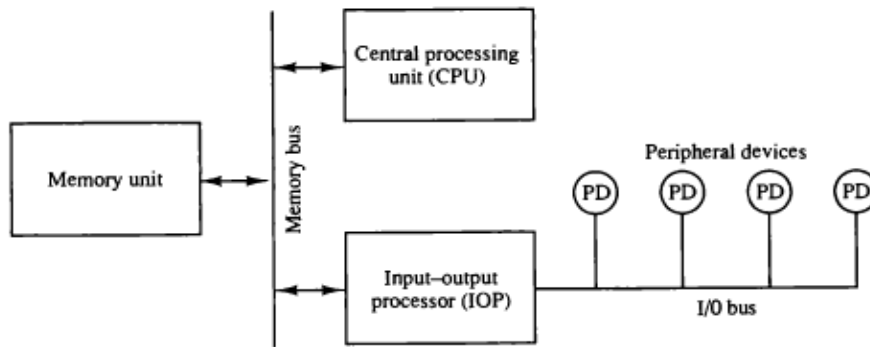 Central processing
unit (CPU)
Memory unit
Memory bus
Peripheral devices
PD PD PD PD
Input–output
processor (IOP)
I/0 bus